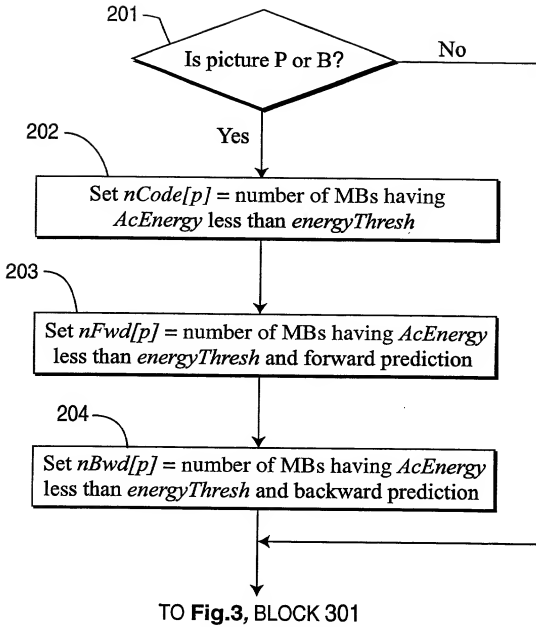 201
Is picture P or B?
No
Yes
202
Set nCode[p] = number of MBs having
AcEnergy less than energyThresh
203
Set nFwd[p] = number of MBs having AcEnergy
less than energyThresh and forward prediction
204
Set nBwd[p] = number of MBs having AcEnergy
less than energyThresh and backward prediction
TO Fig.3, BLOCK 301